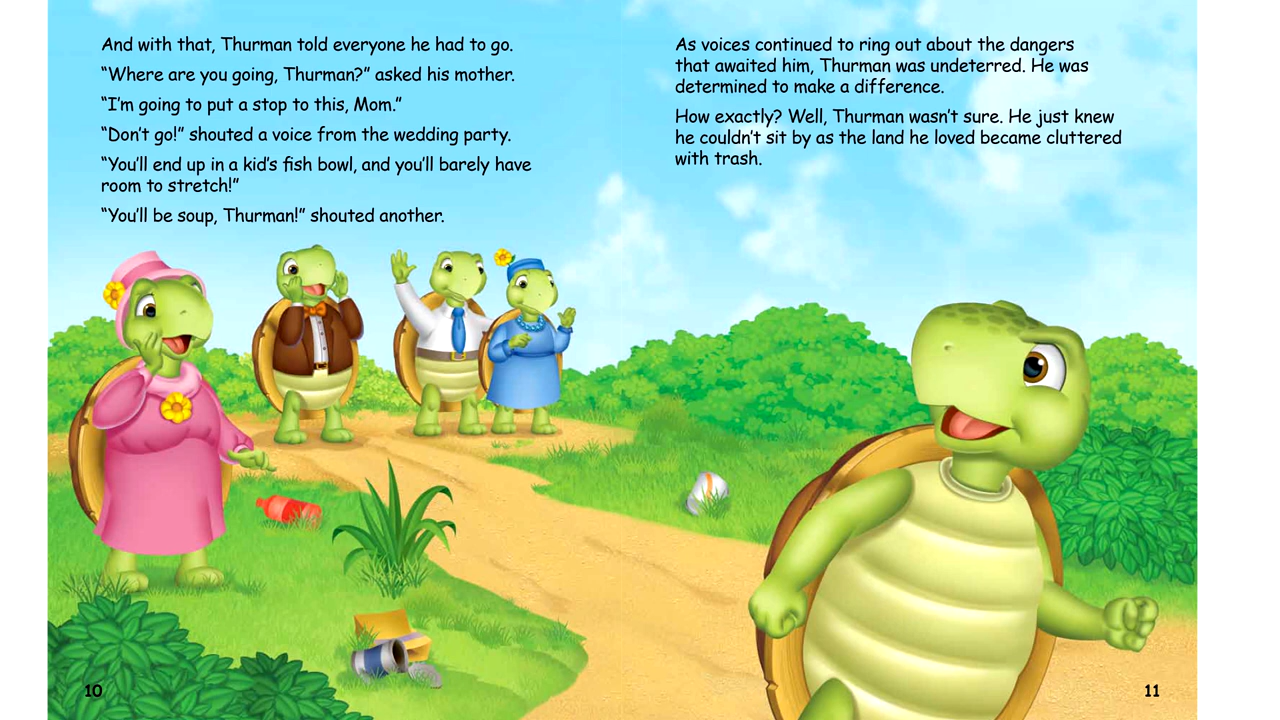 And with that, Thurman told everyone he had to go.
“Where are you going, Thurman?” asked his mother.
“I’m going to put a stop to this, Mom.”
“Don’t go!” shouted a voice from the wedding party.
“You’ll end up in a kid’s fish bowl, and you’ll barely have
room to stretch!”
“You’ll be soup, Thurman!” shouted another.
10
As voices continued to ring out about the dangers
that awaited him, Thurman was undeterred. He was
determined to make a difference.
How exactly? Well, Thurman wasn’t sure. He just knew
he couldn’t sit by as the land he loved became cluttered
with trash.
11